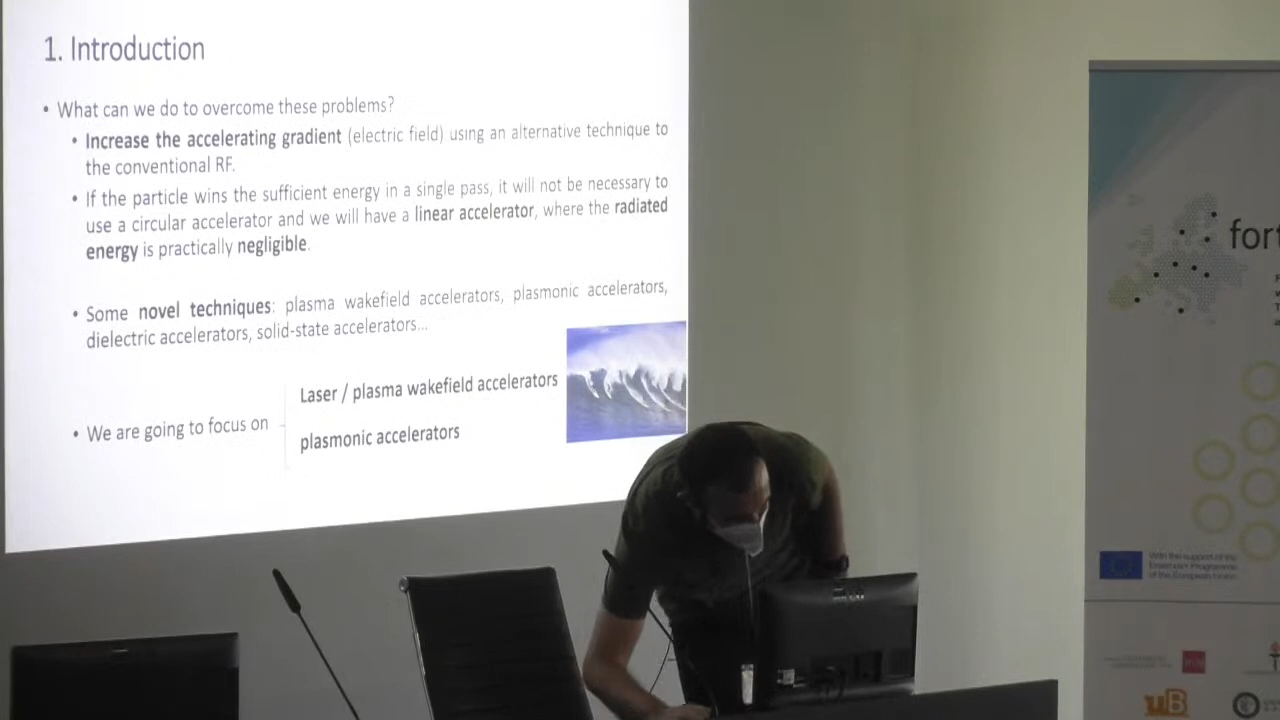 1. Introduction
• What can we do to overcome these problems?
• Increase the accelerating gradient (electric field) using an alternative technique to
the conventional RF.
• If the particle wins the sufficient energy in a single pass, it will not be necessary to
use a circular accelerator and we will have a linear accelerator, where the radiated
energy is practically negligible.
• Some novel techniques: plasma wakefield accelerators, plasmonic accelerators,
dielectric accelerators, solid-state accelerators...
Laser / plasma wakefield accelerators
• We are going to focus on
plasmonic accelerators
fort
With the support of the
Erasmus+ Programme
of the European Union
UB